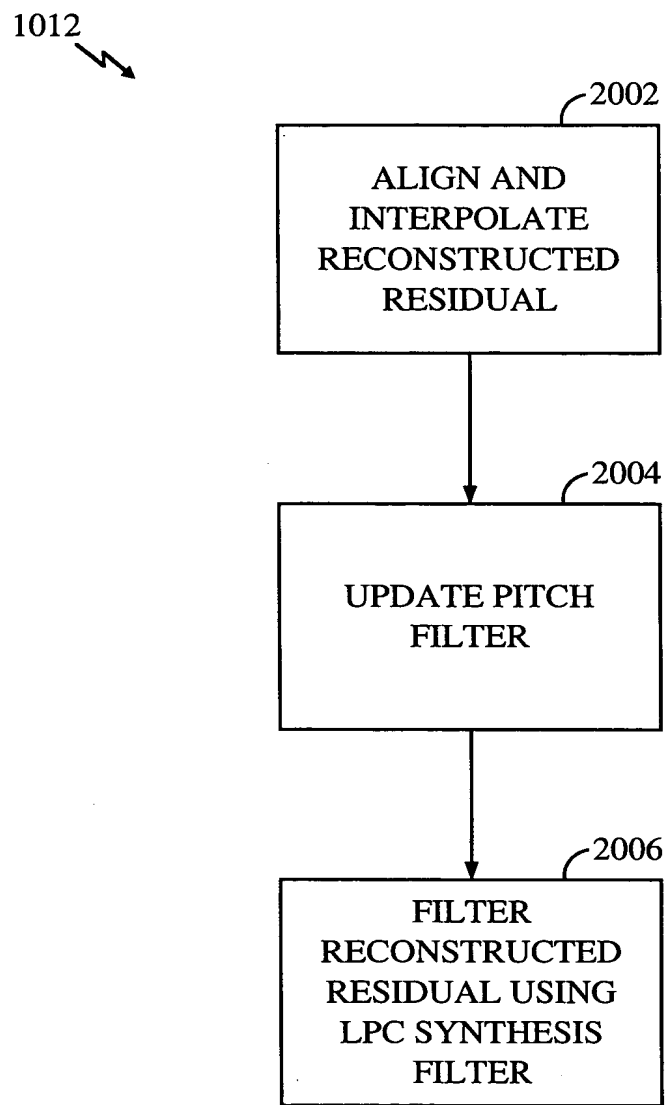 1012
2002
ALIGN AND
INTERPOLATE
RECONSTRUCTED
RESIDUAL
2004
UPDATE PITCH
FILTER
2006
FILTER
RECONSTRUCTED
RESIDUAL USING
LPC SYNTHESIS
FILTER